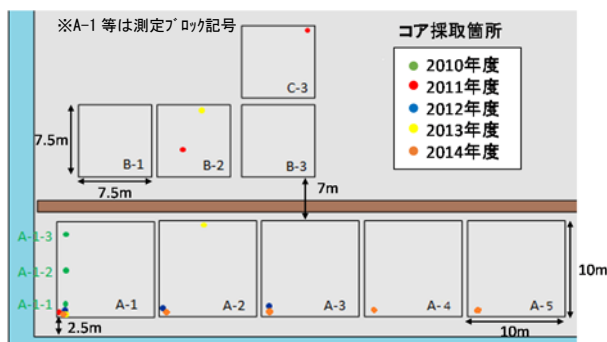 ※A-1 等は測定ﾌﾞﾛｯｸ記号
コア採取箇所
2010年度
2011年度
2012年度
2013年度
2014年度
C-3
7.5m
B-1
B-2
B-3
7.5m
7m
A-1-3
A-1-2
A-1-1
A-1
A-2
A-3
A-4
A-5
10m
2.5m
10m